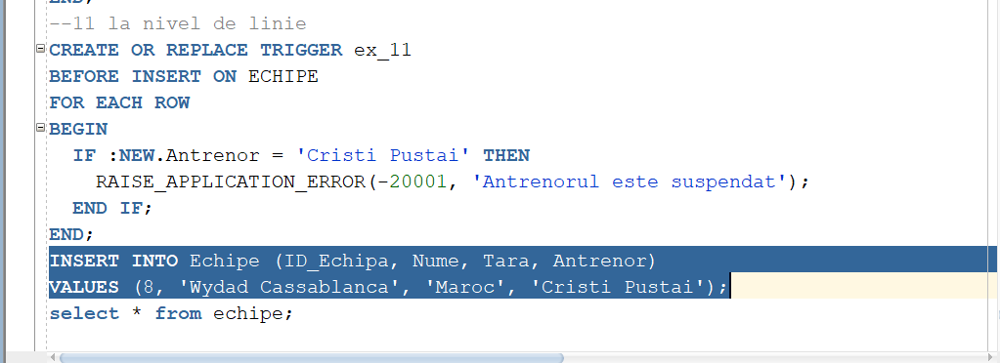 END;
--11 la nivel de linie
CREATE OR REPLACE TRIGGER ex_11
BEFORE INSERT ON ECHIPE
FOR EACH ROW
BEGIN
  IF :NEW.Antrenor = 'Cristi Pustai' THEN
    RAISE_APPLICATION_ERROR(-20001, 'Antrenorul este suspendat');
  END IF;
END;
INSERT INTO Echipe (ID_Echipa, Nume, Tara, Antrenor)
VALUES (8, 'Wydad Cassablanca', 'Maroc', 'Cristi Pustai');
select * from echipe;